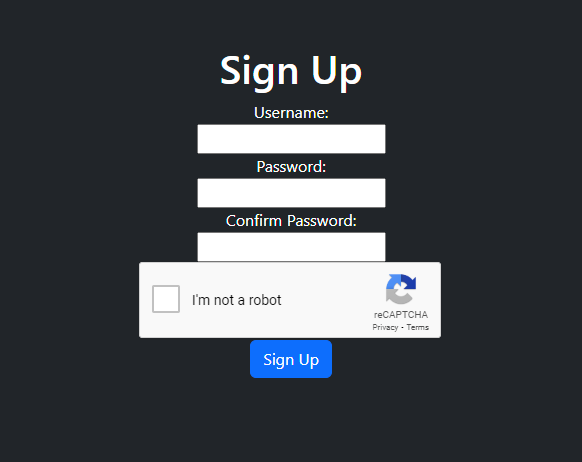 Sign Up
Username:
Password:
Confirm Password:
I'm not a robot
reCAPTCHA
Privacy - Terms
Sign Up